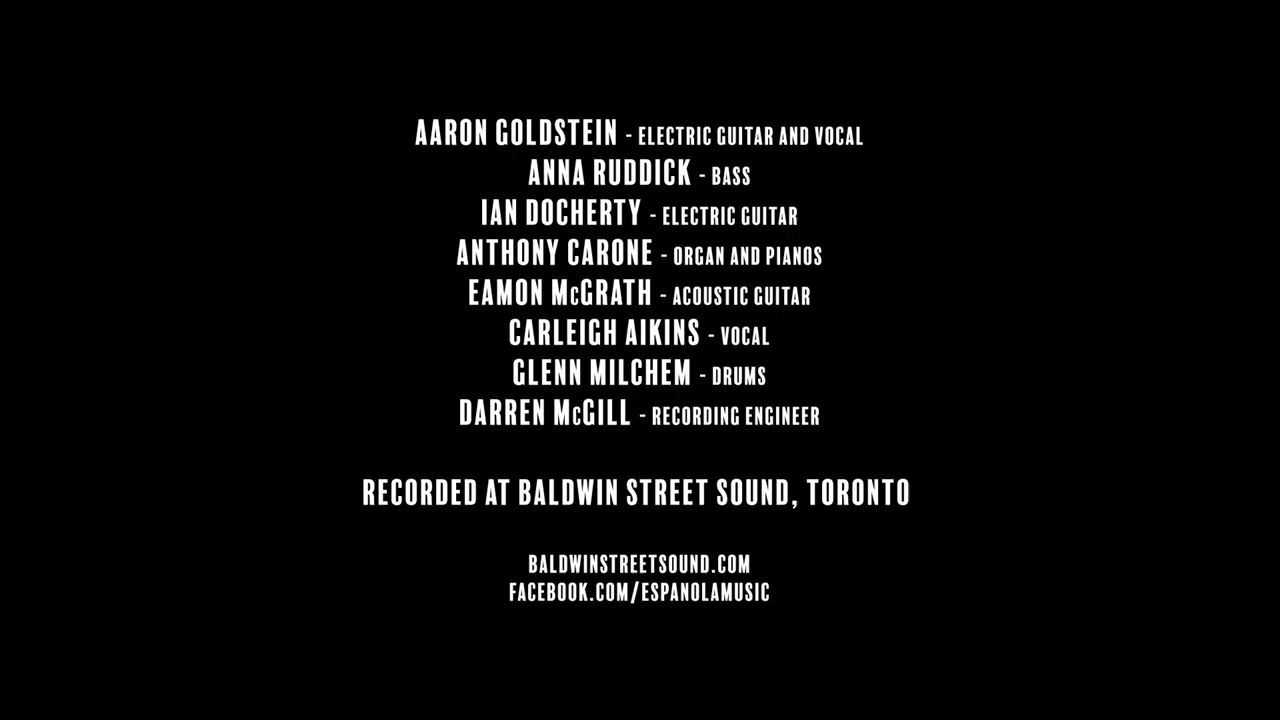 AARON GOLDSTEIN - ELECTRIC GUITAR AND VOCAL
ANNA RUDDICK - BASS
IAN DOCHERTY - ELECTRIC GUITAR
ANTHONY CARONE - ORGAN AND PIANOS
EAMON McGRATH - ACOUSTIC GUITAR
CARLEIGH AIKINS - VOCAL
GLENN MILCHEM - DRUMS
DARREN McGILL - RECORDING ENGINEER
RECORDED AT BALDWIN STREET SOUND, TORONTO
BALDWINSTREETSOUND.COM
FACEBOOK.COM/ESPANOLAMUSIC